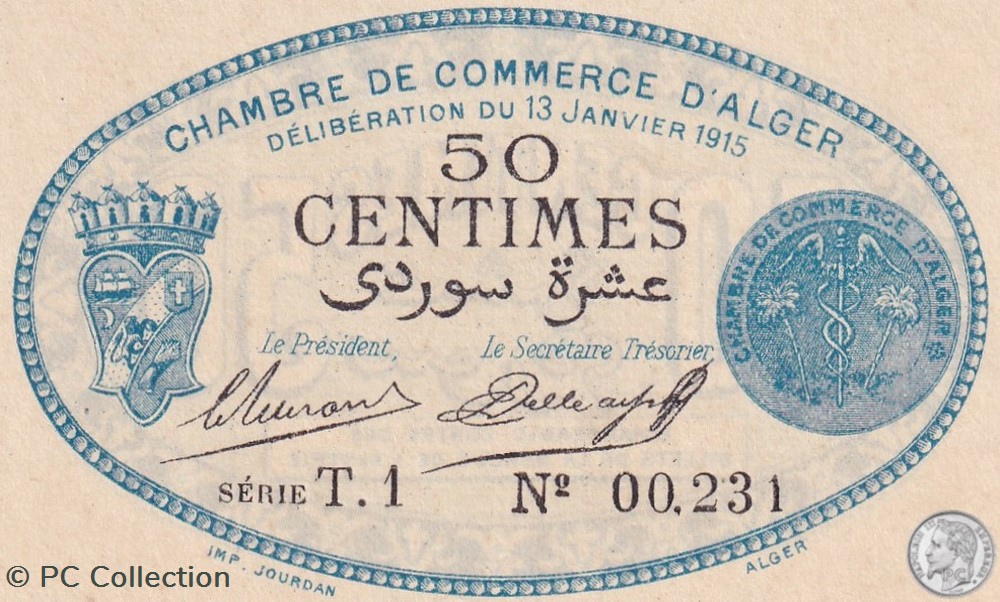 CHAMBRE DE COMMERCE D'ALGER
DÉLIBÉRATION DU 13 JANVIER 1915
50
CENTIMES
عشرة سوردى
CHAMBRE DE COMMERCE D'ALGER
Le Président,
Le Secrétaire Trésorier,
SÉRIE T.1 Nº 00,231
IMP. JOURDAN
ALGER
© PC Collection
PC